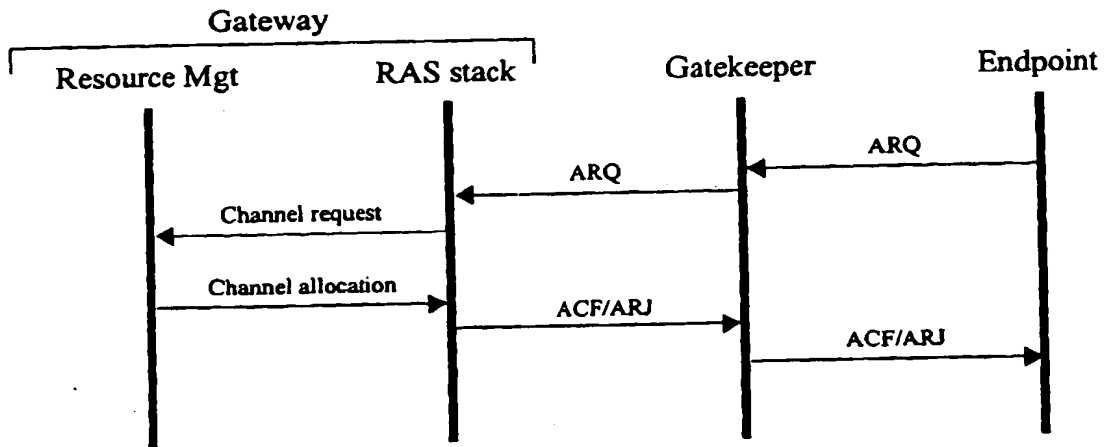 Gateway
Resource Mgt
RAS stack
Gatekeeper
Endpoint
ARQ
ARQ
Channel request
Channel allocation
ACF/ARJ
ACF/ARJ